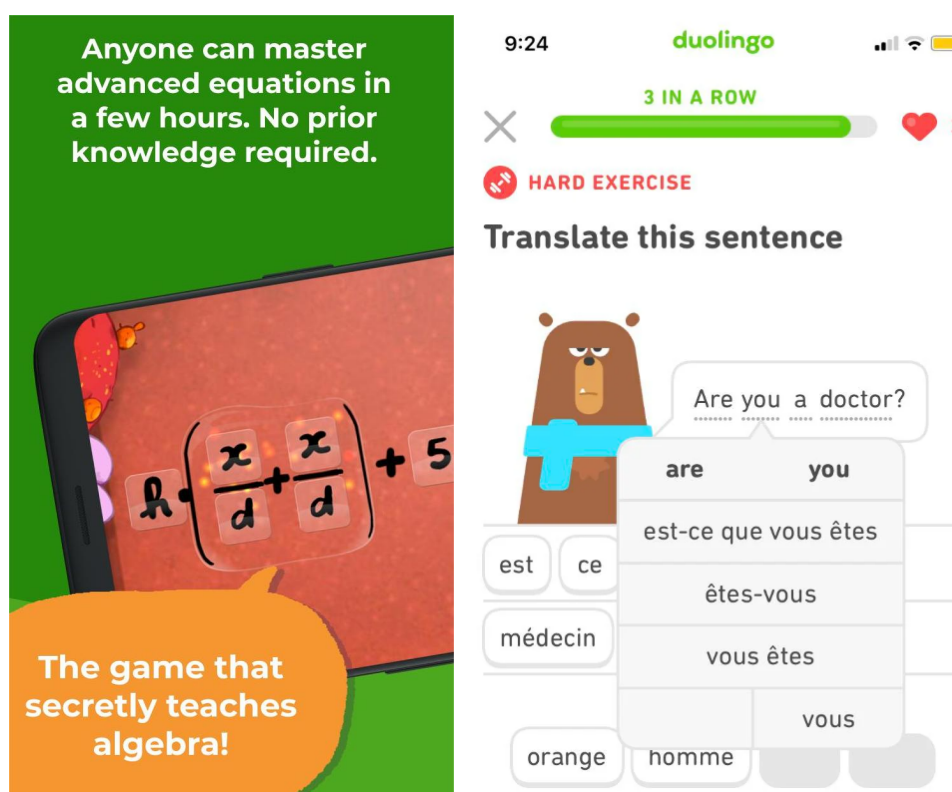 Anyone can master
advanced equations in
a few hours. No prior
knowledge required.
h·(x/d + x/d) + 5
The game that
secretly teaches
algebra!
9:24
duolingo
3 IN A ROW
HARD EXERCISE
Translate this sentence
Are you a doctor?
are you
est-ce que vous êtes
êtes-vous
vous êtes
vous
est ce
médecin
orange homme